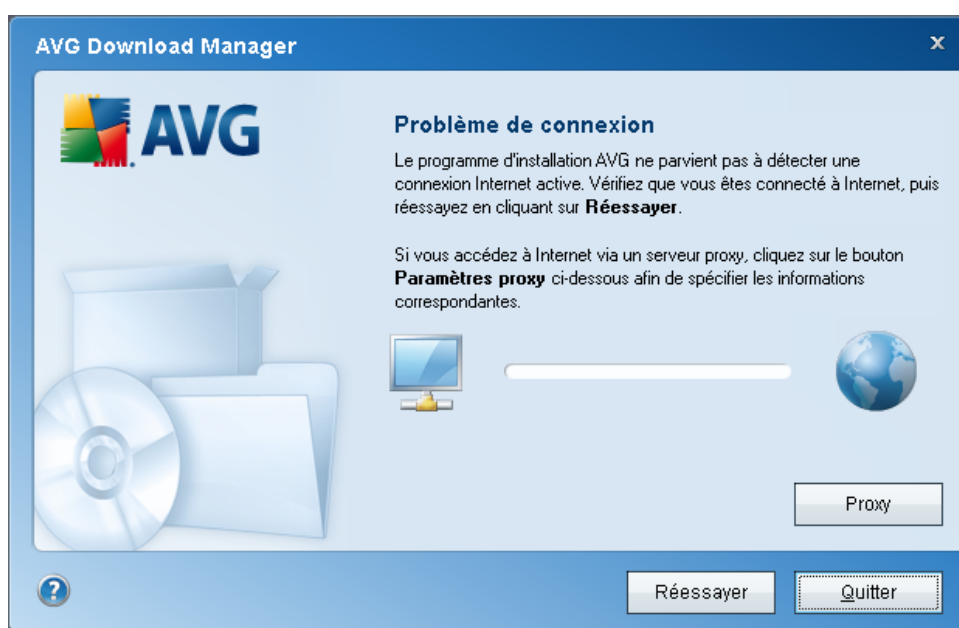 AVG Download Manager
x
AVG
Problème de connexion
Le programme d'installation AVG ne parvient pas à détecter une
connexion Internet active. Vérifiez que vous êtes connecté à Internet, puis
réessayez en cliquant sur Réessayer.
Si vous accédez à Internet via un serveur proxy, cliquez sur le bouton
Paramètres proxy ci-dessous afin de spécifier les informations
correspondantes.
Proxy
?
Réessayer
Quitter